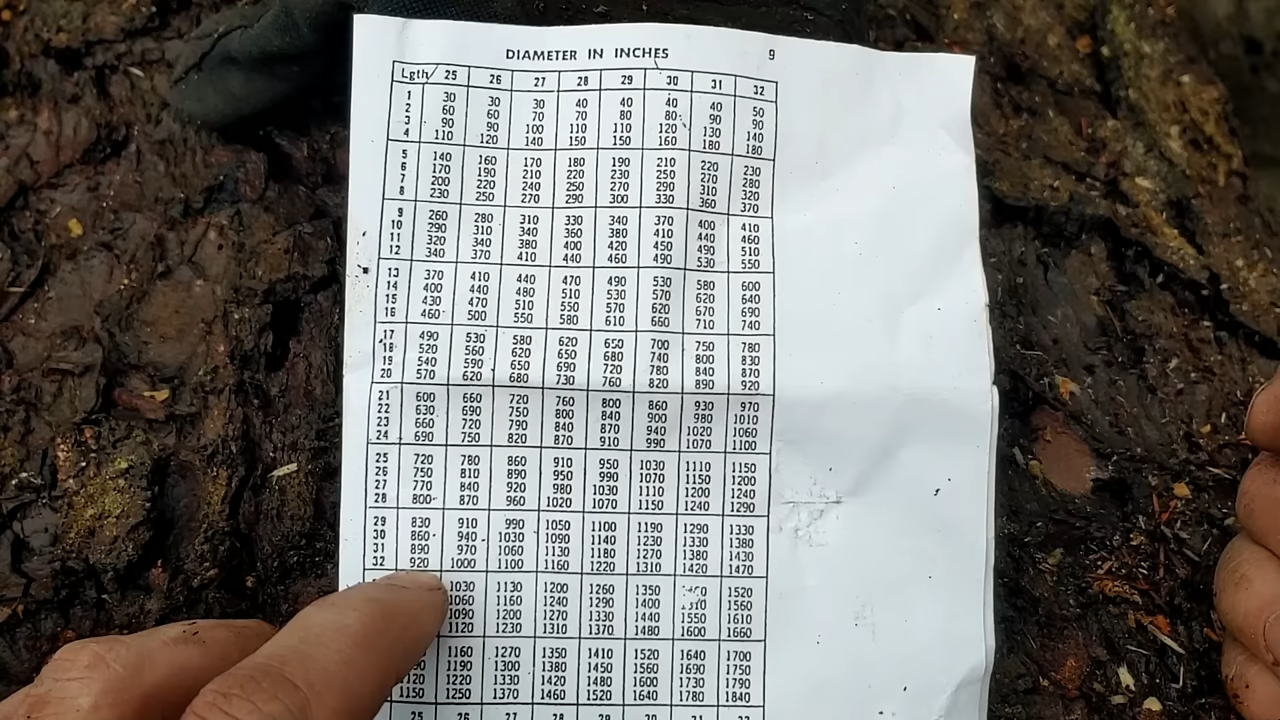 DIAMETER IN INCHES 9
Lgth 25 26 27 28 29 30 31 32
1 30 30 30 40 40 40 40 50
2 60 60 70 70 80 80 90 90
3 90 90 100 110 110 120 130 140
4 110 120 140 150 150 160 180 180
5 140 160 170 180 190 210 220 230
6 170 190 210 220 230 250 270 280
7 200 220 240 250 270 290 310 320
8 230 250 270 290 300 330 360 370
9 260 280 310 330 340 370 400 410
10 290 310 340 360 380 410 440 460
11 320 340 380 400 420 450 490 510
12 340 370 410 440 460 490 530 550
13 370 410 440 470 490 530 580 600
14 400 440 480 510 530 570 620 640
15 430 470 510 550 570 620 670 690
16 460 500 550 580 610 660 710 740
17 490 530 580 620 650 700 750 780
18 520 560 620 650 680 740 800 830
19 540 590 650 690 720 780 840 870
20 570 620 680 730 760 820 890 920
21 600 660 720 760 800 860 930 970
22 630 690 750 800 840 900 980 1010
23 660 720 790 840 870 940 1020 1060
24 690 750 820 870 910 990 1070 1100
25 720 780 860 910 950 1030 1110 1150
26 750 810 890 950 990 1070 1150 1200
27 770 840 920 980 1030 1110 1200 1240
28 800 870 960 1020 1070 1150 1240 1290
29 830 910 990 1050 1100 1190 1290 1330
30 860 940 1030 1090 1140 1230 1330 1380
31 890 970 1060 1130 1180 1270 1380 1430
32 920 1000 1100 1160 1220 1310 1420 1470
1030 1130 1200 1260 1350 1520
1060 1160 1240 1290 1400 1560
1090 1200 1270 1330 1440 1550 1610
1120 1230 1310 1370 1480 1600 1660
1160 1270 1350 1410 1520 1640 1700
1190 1300 1380 1450 1560 1690 1750
1220 1330 1420 1480 1600 1730 1790
1150 1250 1370 1460 1520 1640 1780 1840
25 26 27 28 29 30 31 32